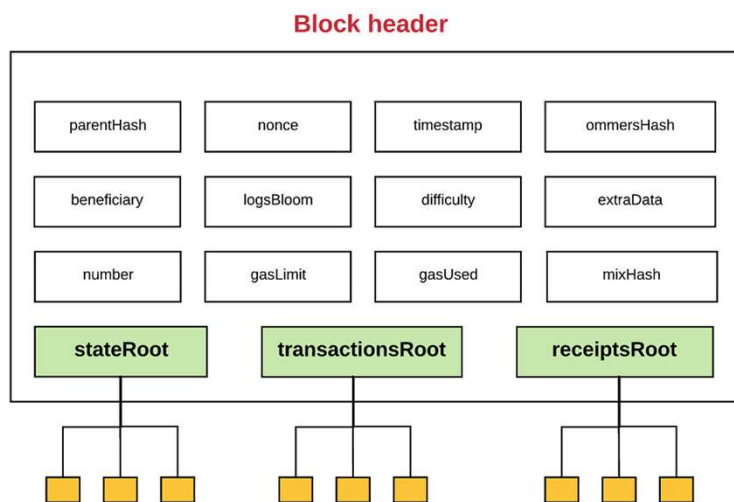 Block header
parentHash nonce timestamp ommersHash
beneficiary logsBloom difficulty extraData
number gasLimit gasUsed mixHash
stateRoot transactionsRoot receiptsRoot